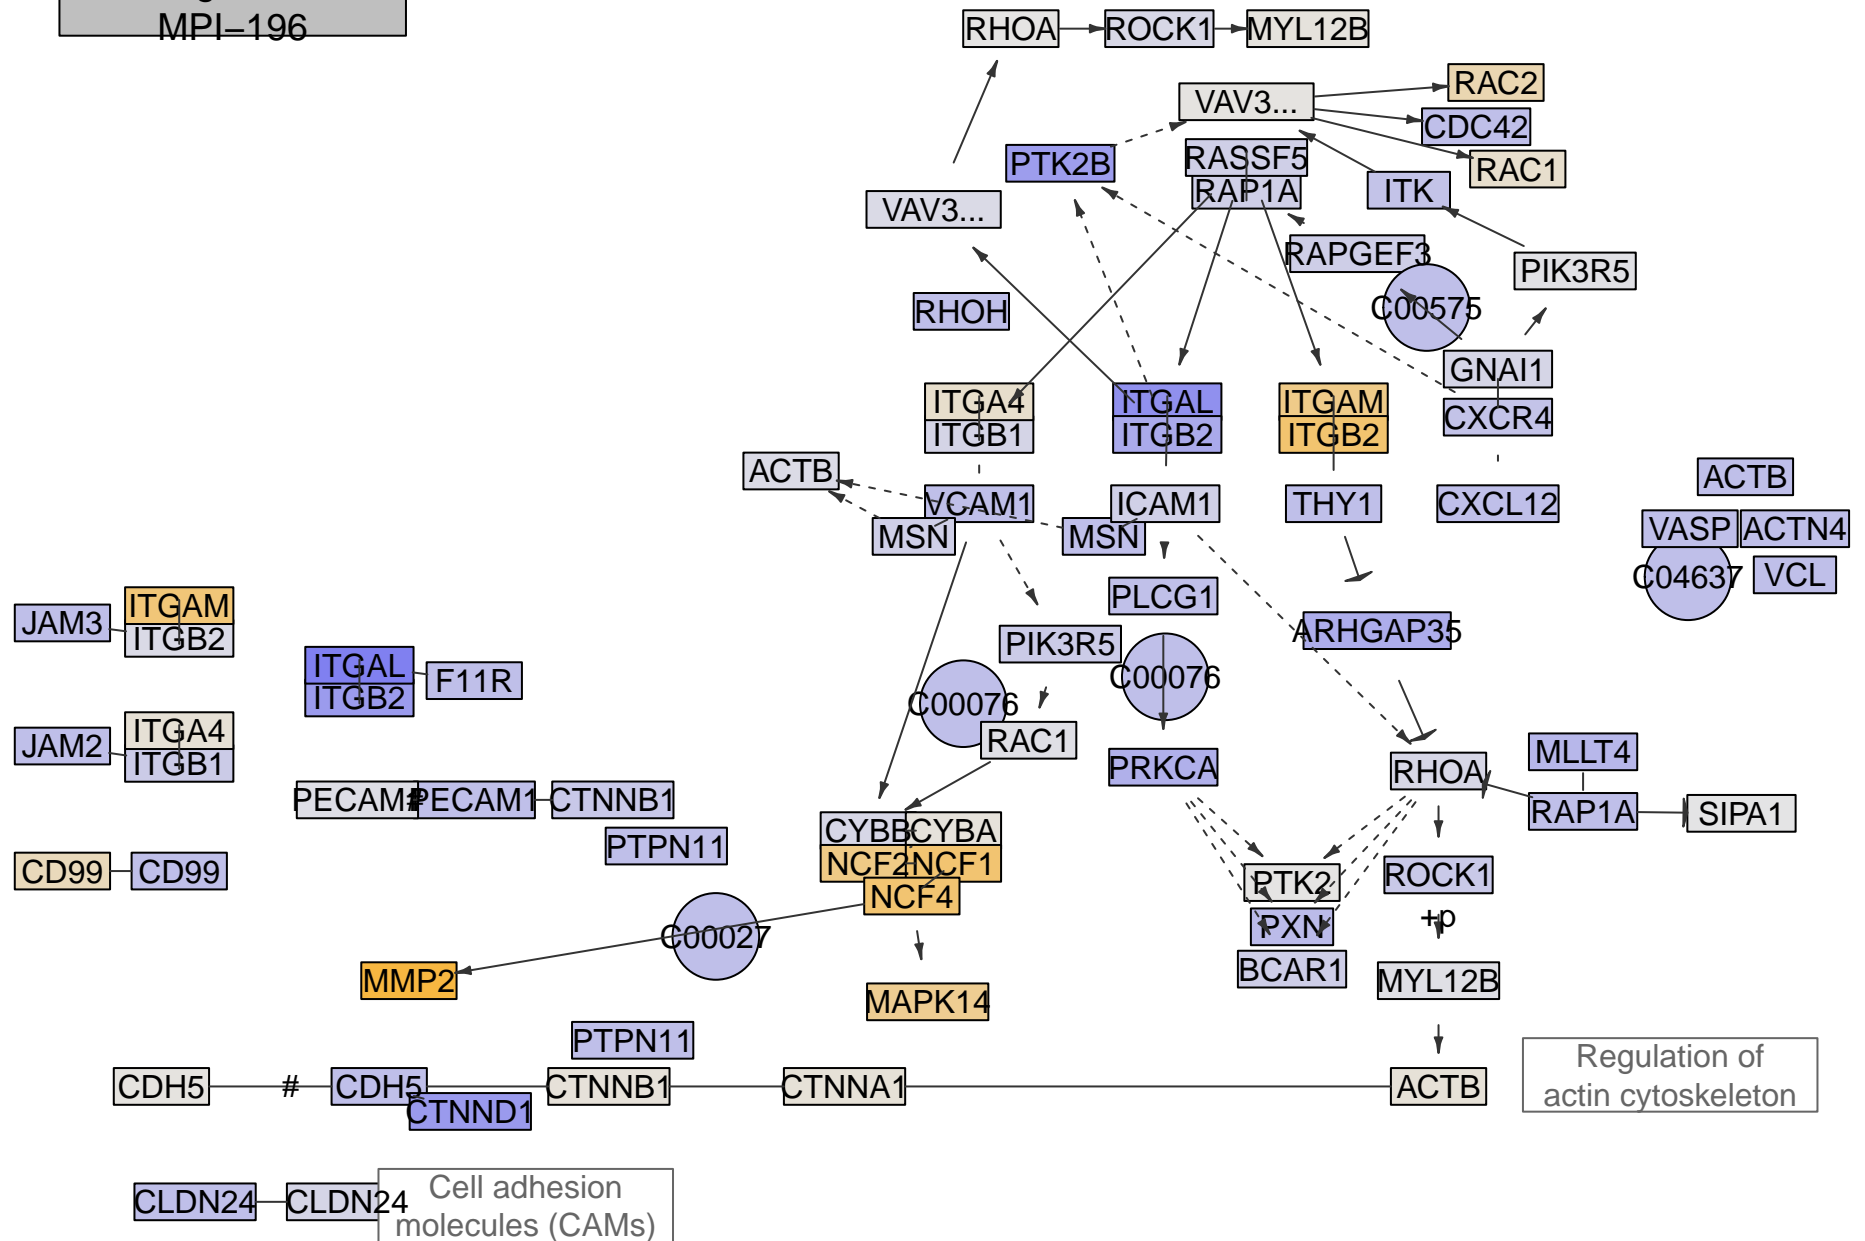 MPI–196
RHOA
ROCK1
MYL12B
RAC2
VAV3...
CDC42
RASSF5
PTK2B
RAC1
RAP1A
ITK
VAV3...
RAPGEF3
PIK3R5
RHOH
C00575
GNAI1
ITGA4
ITGAL
ITGAM
CXCR4
ITGB1
ITGB2
ITGB2
ACTB
ACTB
VCAM1
ICAM1
THY1
CXCL12
MSN
MSN
VASP
ACTN4
C04637
VCL
PLCG1
ITGAM
JAM3
ITGB2
ARHGAP35
PIK3R5
ITGAL
F11R
C00076
ITGB2
C00076
ITGA4
JAM2
RAC1
ITGB1
MLLT4
PRKCA
RHOA
PECAM1
#
PECAM1
CTNNB1
RAP1A
SIPA1
CYBB
CYBA
PTPN11
NCF2
NCF1
CD99
CD99
PTK2
ROCK1
NCF4
+p
C00027
PXN
BCAR1
MMP2
MYL12B
MAPK14
PTPN11
Regulation of
actin cytoskeleton
CDH5
#
CDH5
CTNNB1
CTNNA1
ACTB
CTNND1
CLDN24
CLDN24
Cell adhesion
molecules (CAMs)